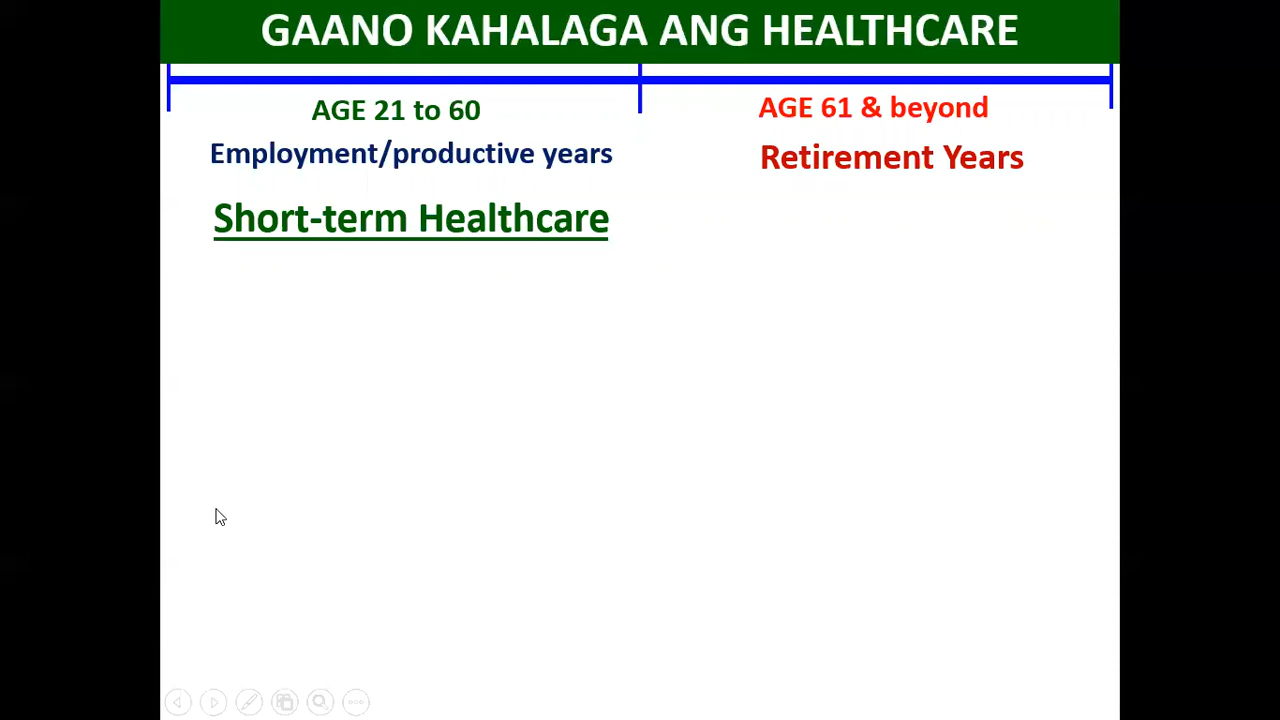 GAANO KAHALAGA ANG HEALTHCARE
AGE 21 to 60
Employment/productive years
Short-term Healthcare
AGE 61 & beyond
Retirement Years